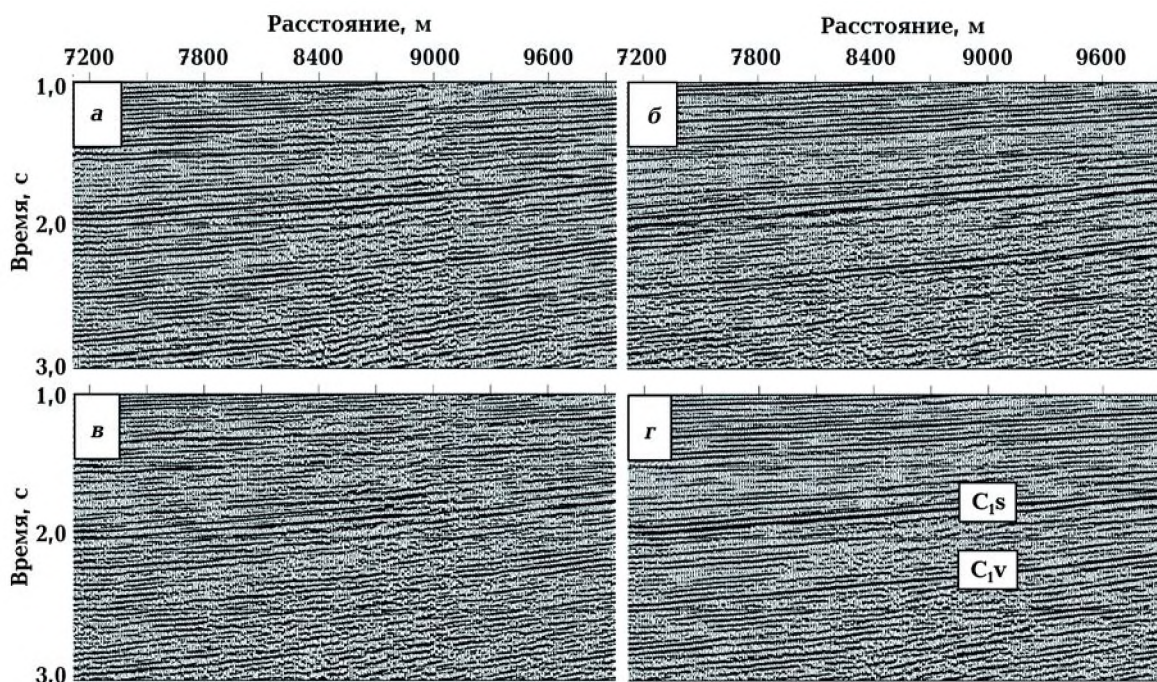 Расстояние, м
Расстояние, м
7200 7800 8400 9000 9600
7200 7800 8400 9000 9600
1,0
а
б
Время, с
2,0
3,0
1,0
в
г
C₁s
Время, с
2,0
C₁v
3,0